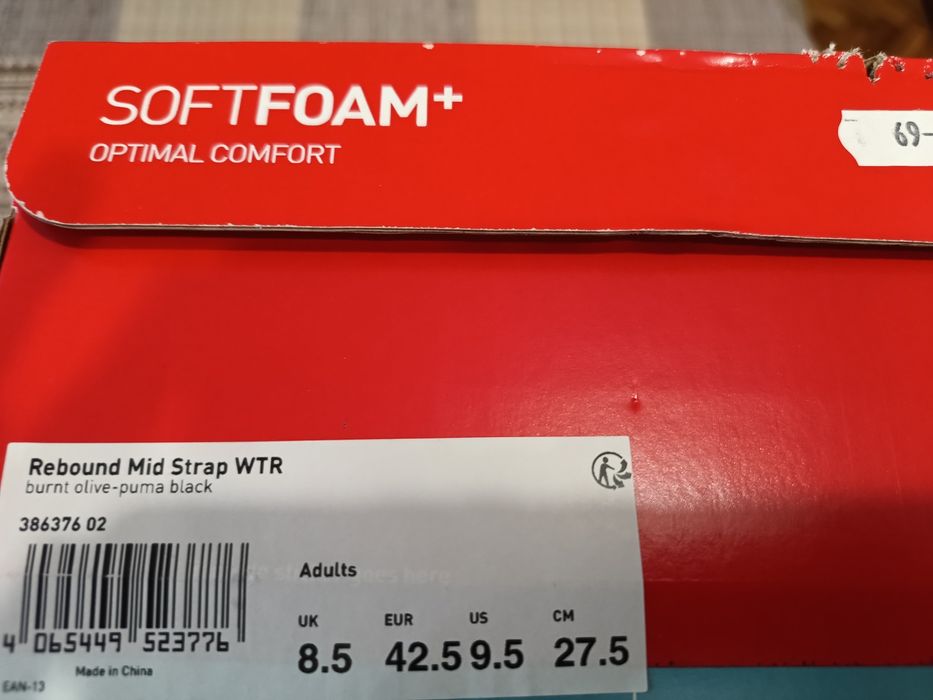 SOFTFOAM+
OPTIMAL COMFORT
69-
Rebound Mid Strap WTR
burnt olive-puma black
386376 02
Adults
UK EUR US CM
8.5 42.5 9.5 27.5
4 065449 523776
Made in China
EAN-13